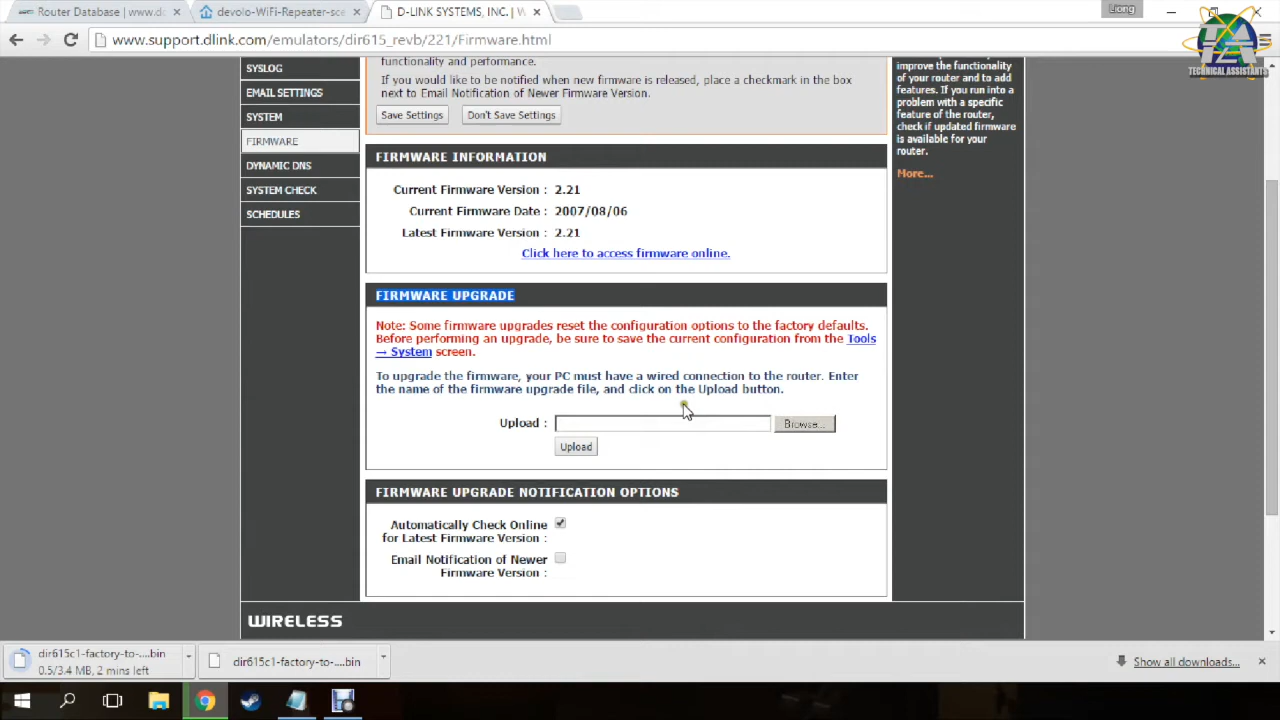 Router Database | www.dd
devolo-WiFi-Repeater-sce
D-LINK SYSTEMS, INC. | W
Liong
www.support.dlink.com/emulators/dir615_revb/221/Firmware.html
TECHNICAL ASSISTANTS
SYSLOG
EMAIL SETTINGS
SYSTEM
FIRMWARE
DYNAMIC DNS
SYSTEM CHECK
SCHEDULES
functionality and performance.
If you would like to be notified when new firmware is released, place a checkmark in the box
next to Email Notification of Newer Firmware Version.
Save Settings
Don't Save Settings
FIRMWARE INFORMATION
Current Firmware Version : 2.21
Current Firmware Date : 2007/08/06
Latest Firmware Version : 2.21
Click here to access firmware online.
FIRMWARE UPGRADE
Note: Some firmware upgrades reset the configuration options to the factory defaults.
Before performing an upgrade, be sure to save the current configuration from the Tools
→ System screen.
To upgrade the firmware, your PC must have a wired connection to the router. Enter
the name of the firmware upgrade file, and click on the Upload button.
Upload :
Browse...
Upload
FIRMWARE UPGRADE NOTIFICATION OPTIONS
Automatically Check Online
for Latest Firmware Version :
Email Notification of Newer
Firmware Version :
WIRELESS
improve the functionality
of your router and to add
features. If you run into a
problem with a specific
feature of the router,
check if updated firmware
is available for your
router.
More...
dir615c1-factory-to-....bin
0.5/3.4 MB, 2 mins left
dir615c1-factory-to-....bin
Show all downloads...